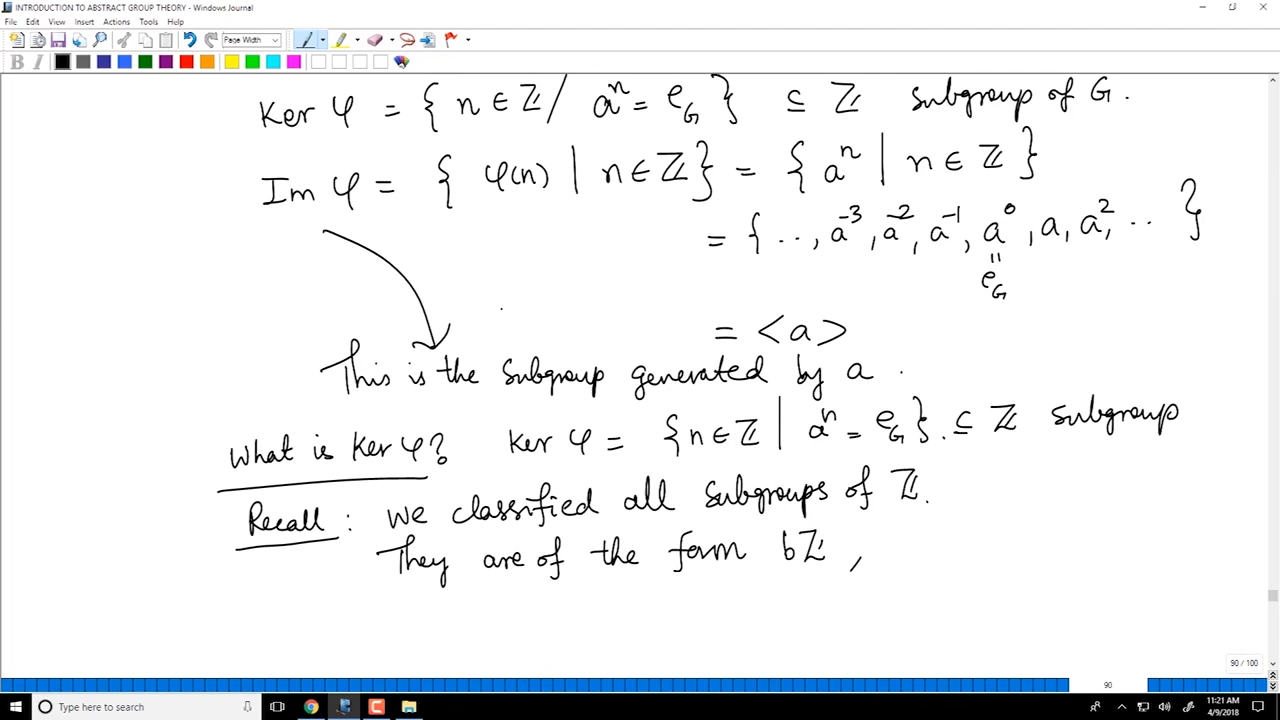 INTRODUCTION TO ABSTRACT GROUP THEORY - Windows Journal
File Edit View Insert Actions Tools Help
Page Width
B I
Ker φ = { n ∈ ℤ / aⁿ = e_G } ⊆ ℤ subgroup of G.
Im φ = { φ(n) | n ∈ ℤ } = { aⁿ | n ∈ ℤ }
= { .., a⁻³, a⁻², a⁻¹, a⁰, a, a², .. }
"
e_G
= <a>
This is the subgroup generated by a.
What is Ker φ? Ker φ = { n ∈ ℤ | aⁿ = e_G }. ⊆ ℤ subgroup
Recall: We classified all subgroups of ℤ.
They are of the form bℤ,
90 / 100
90
Type here to search
11:21 AM
4/9/2018